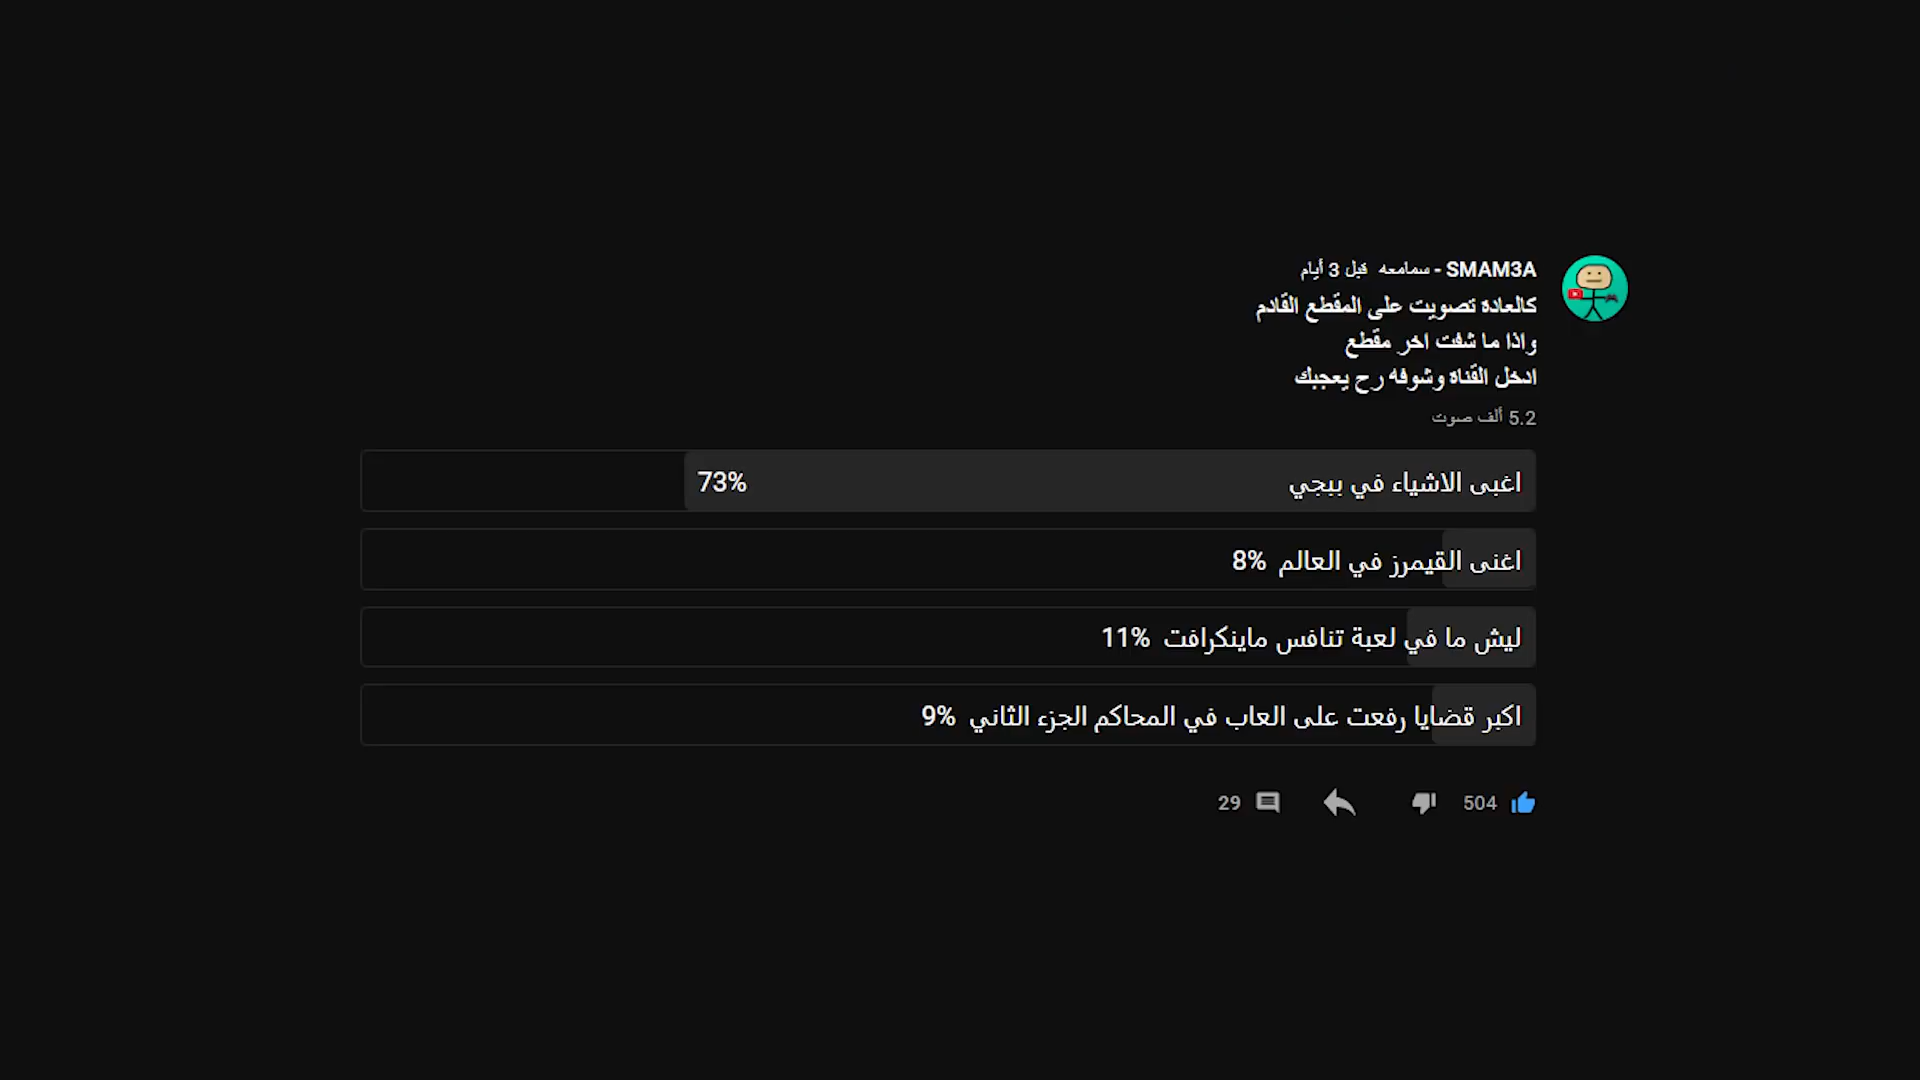 SMAM3A - سمامعه قبل 3 أيام
كالعادة تصويت على المقطع القادم
واذا ما شفت اخر مقطع
ادخل القناة وشوفه رح يعجبك
5.2 ألف صوت
اغبى الاشياء في ببجي 73%
اغنى القيمرز في العالم 8%
ليش ما في لعبة تنافس ماينكرافت 11%
اكبر قضايا رفعت على العاب في المحاكم الجزء الثاني 9%
504 29